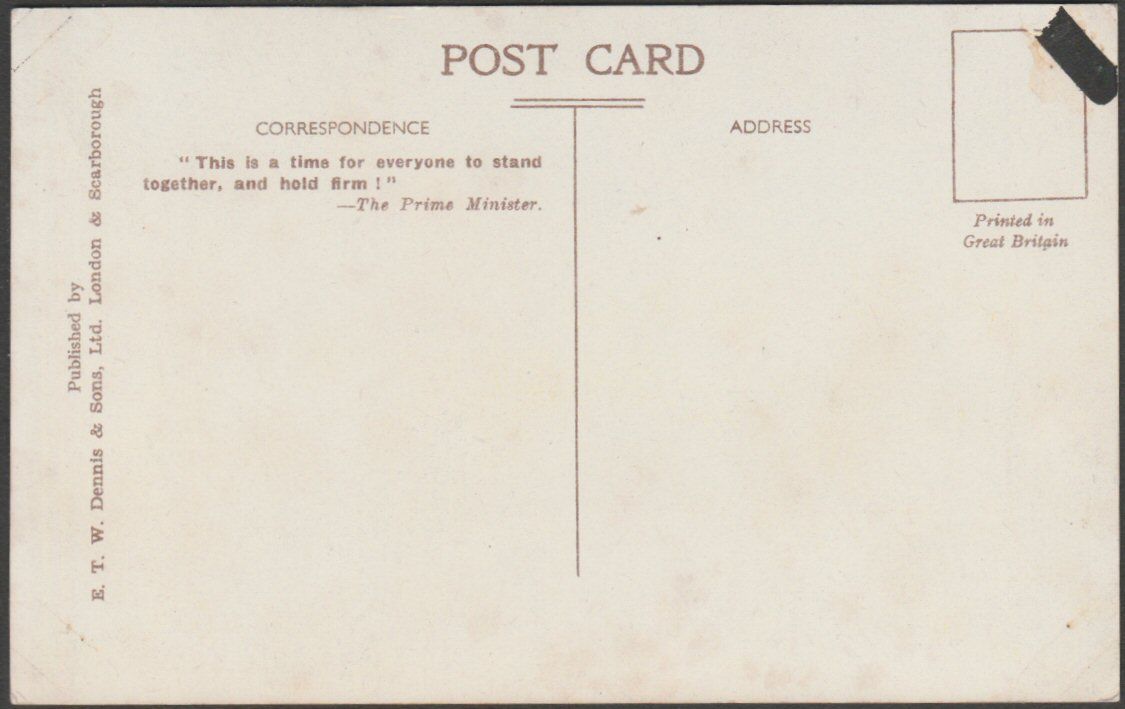 POST CARD
CORRESPONDENCE
"This is a time for everyone to stand
together, and hold firm !"
—The Prime Minister.
ADDRESS
Printed in
Great Britain
Published by
E. T. W. Dennis & Sons, Ltd. London & Scarborough